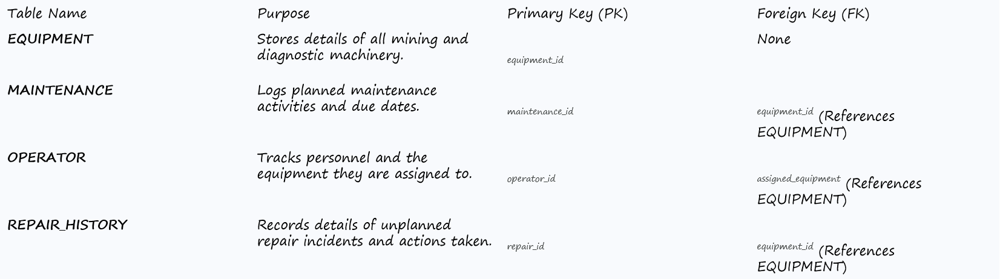 Table Name Purpose Primary Key (PK) Foreign Key (FK)
EQUIPMENT Stores details of all mining and None
diagnostic machinery.
equipment_id
MAINTENANCE Logs planned maintenance
activities and due dates.
maintenance_id equipment_id (References
EQUIPMENT)
OPERATOR Tracks personnel and the
equipment they are assigned to.
operator_id assigned_equipment (References
EQUIPMENT)
REPAIR_HISTORY Records details of unplanned
repair incidents and actions taken.
repair_id equipment_id (References
EQUIPMENT)